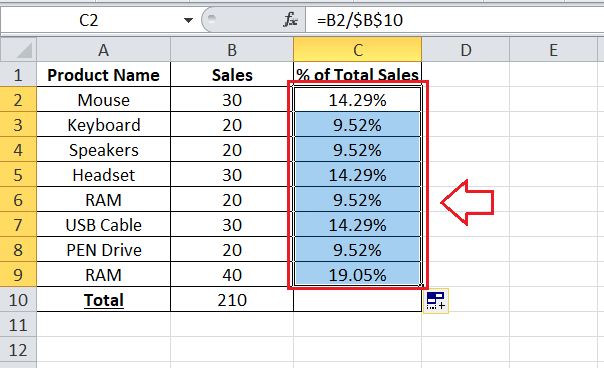 C2 fx =B2/$B$10
A B C D E
1 Product Name Sales % of Total Sales
2 Mouse 30 14.29%
3 Keyboard 20 9.52%
4 Speakers 20 9.52%
5 Headset 30 14.29%
6 RAM 20 9.52%
7 USB Cable 30 14.29%
8 PEN Drive 20 9.52%
9 RAM 40 19.05%
10 Total 210
11
12